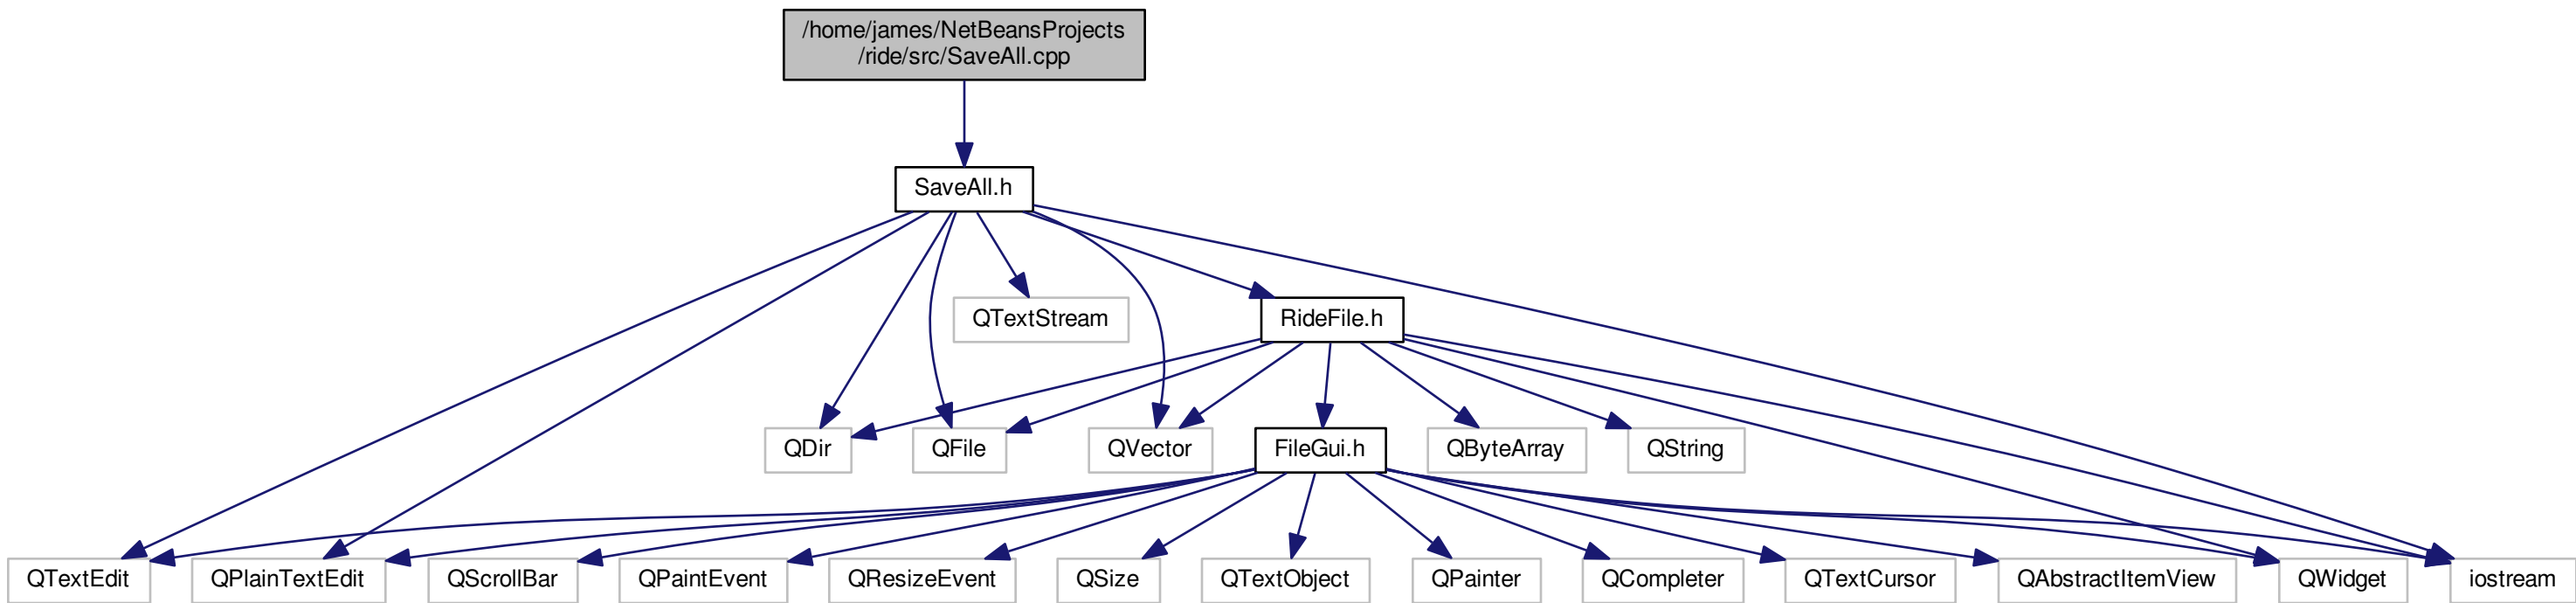 /home/james/NetBeansProjects
/ride/src/SaveAll.cpp
SaveAll.h
QTextStream
RideFile.h
QDir
QFile
QVector
FileGui.h
QByteArray
QString
QTextEdit
QPlainTextEdit
QScrollBar
QPaintEvent
QResizeEvent
QSize
QTextObject
QPainter
QCompleter
QTextCursor
QAbstractItemView
QWidget
iostream